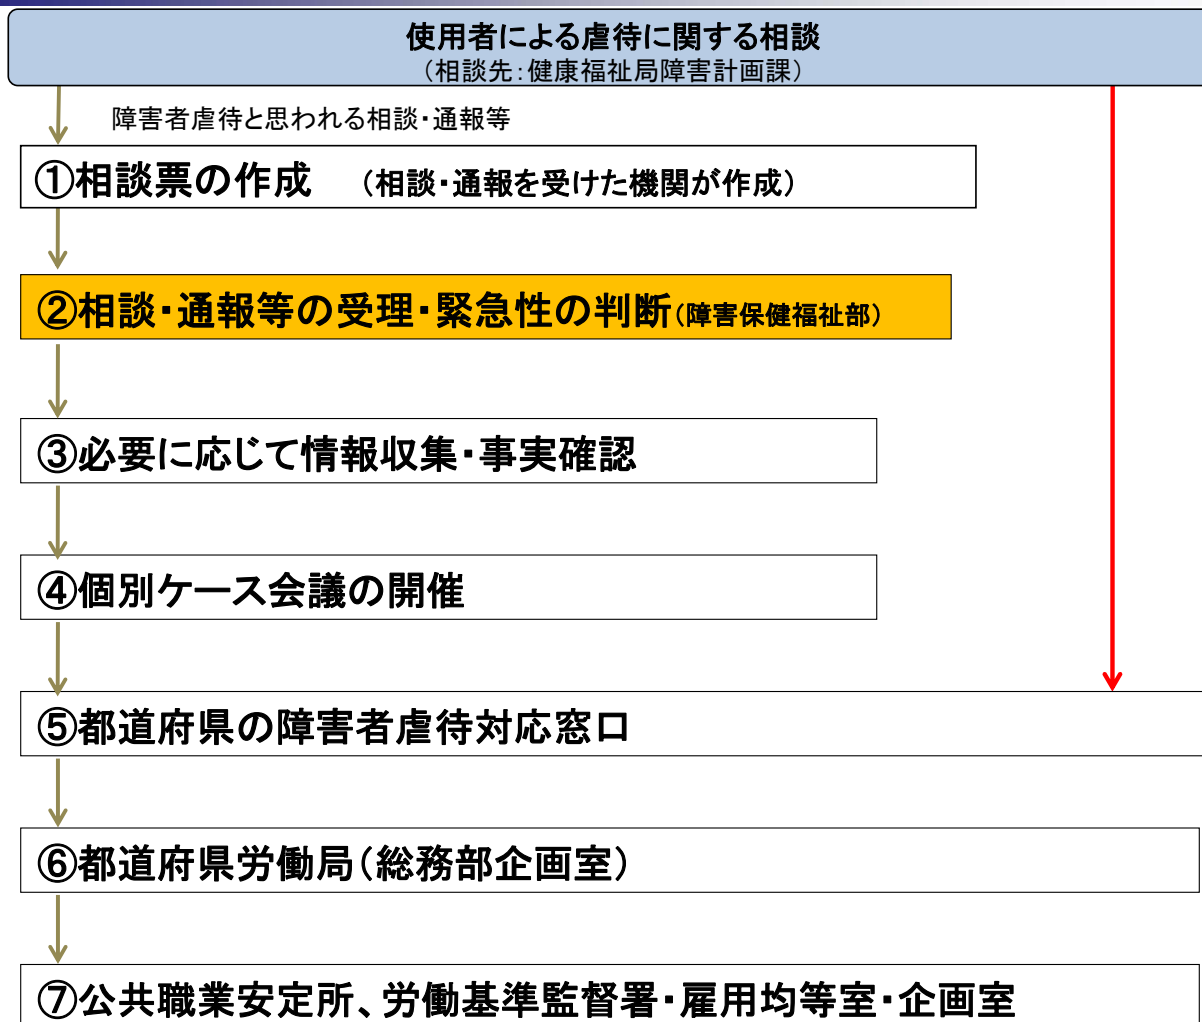 使用者による虐待に関する相談
（相談先：健康福祉局障害計画課）
障害者虐待と思われる相談・通報等
①相談票の作成　（相談・通報を受けた機関が作成）
②相談・通報等の受理・緊急性の判断（障害保健福祉部）
③必要に応じて情報収集・事実確認
④個別ケース会議の開催
⑤都道府県の障害者虐待対応窓口
⑥都道府県労働局（総務部企画室）
⑦公共職業安定所、労働基準監督署・雇用均等室・企画室